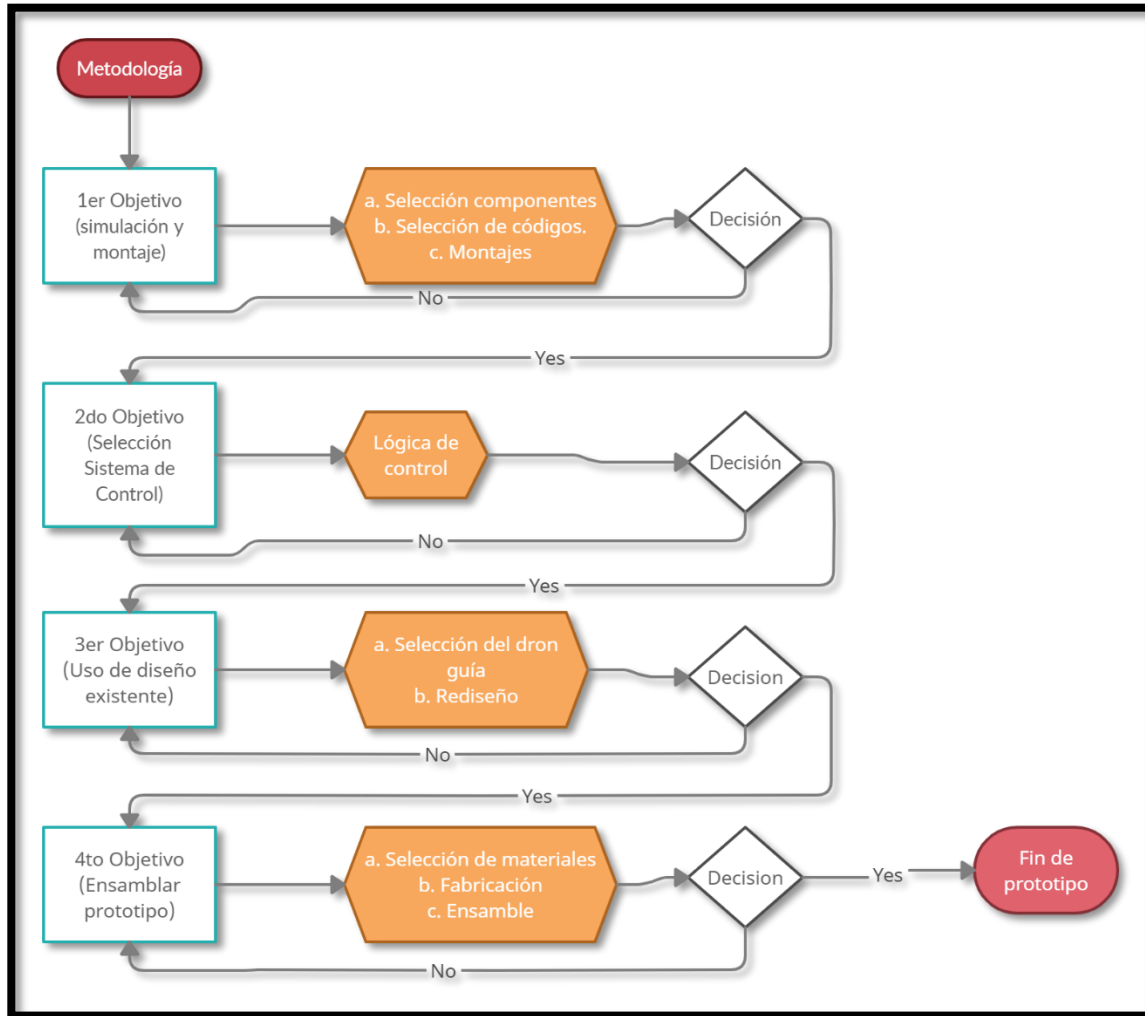 Metodología
1er Objetivo
(simulación y
montaje)
a. Selección componentes
b. Selección de códigos.
c. Montajes
Decisión
No
Yes
2do Objetivo
(Selección
Sistema de
Control)
Lógica de
control
Decisión
No
Yes
3er Objetivo
(Uso de diseño
existente)
a. Selección del dron
guía
b. Rediseño
Decision
No
Yes
4to Objetivo
(Ensamblar
prototipo)
a. Selección de materiales
b. Fabricación
c. Ensamble
Decision
Yes
Fin de
prototipo
No